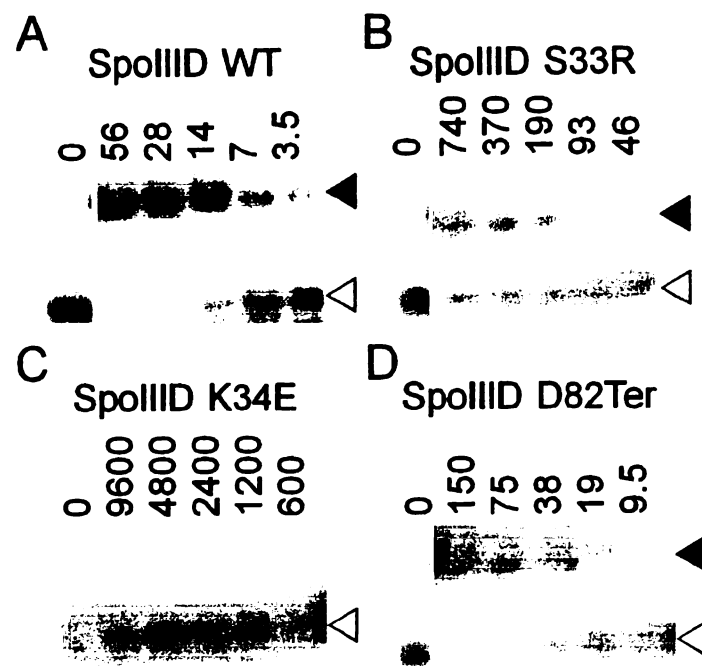 A
SpoIIID WT
0 56 28 14 7 3.5
B
SpoIIID S33R
0 740 370 190 93 46
C
SpoIIID K34E
0 9600 4800 2400 1200 600
D
SpoIIID D82Ter
0 150 75 38 19 9.5